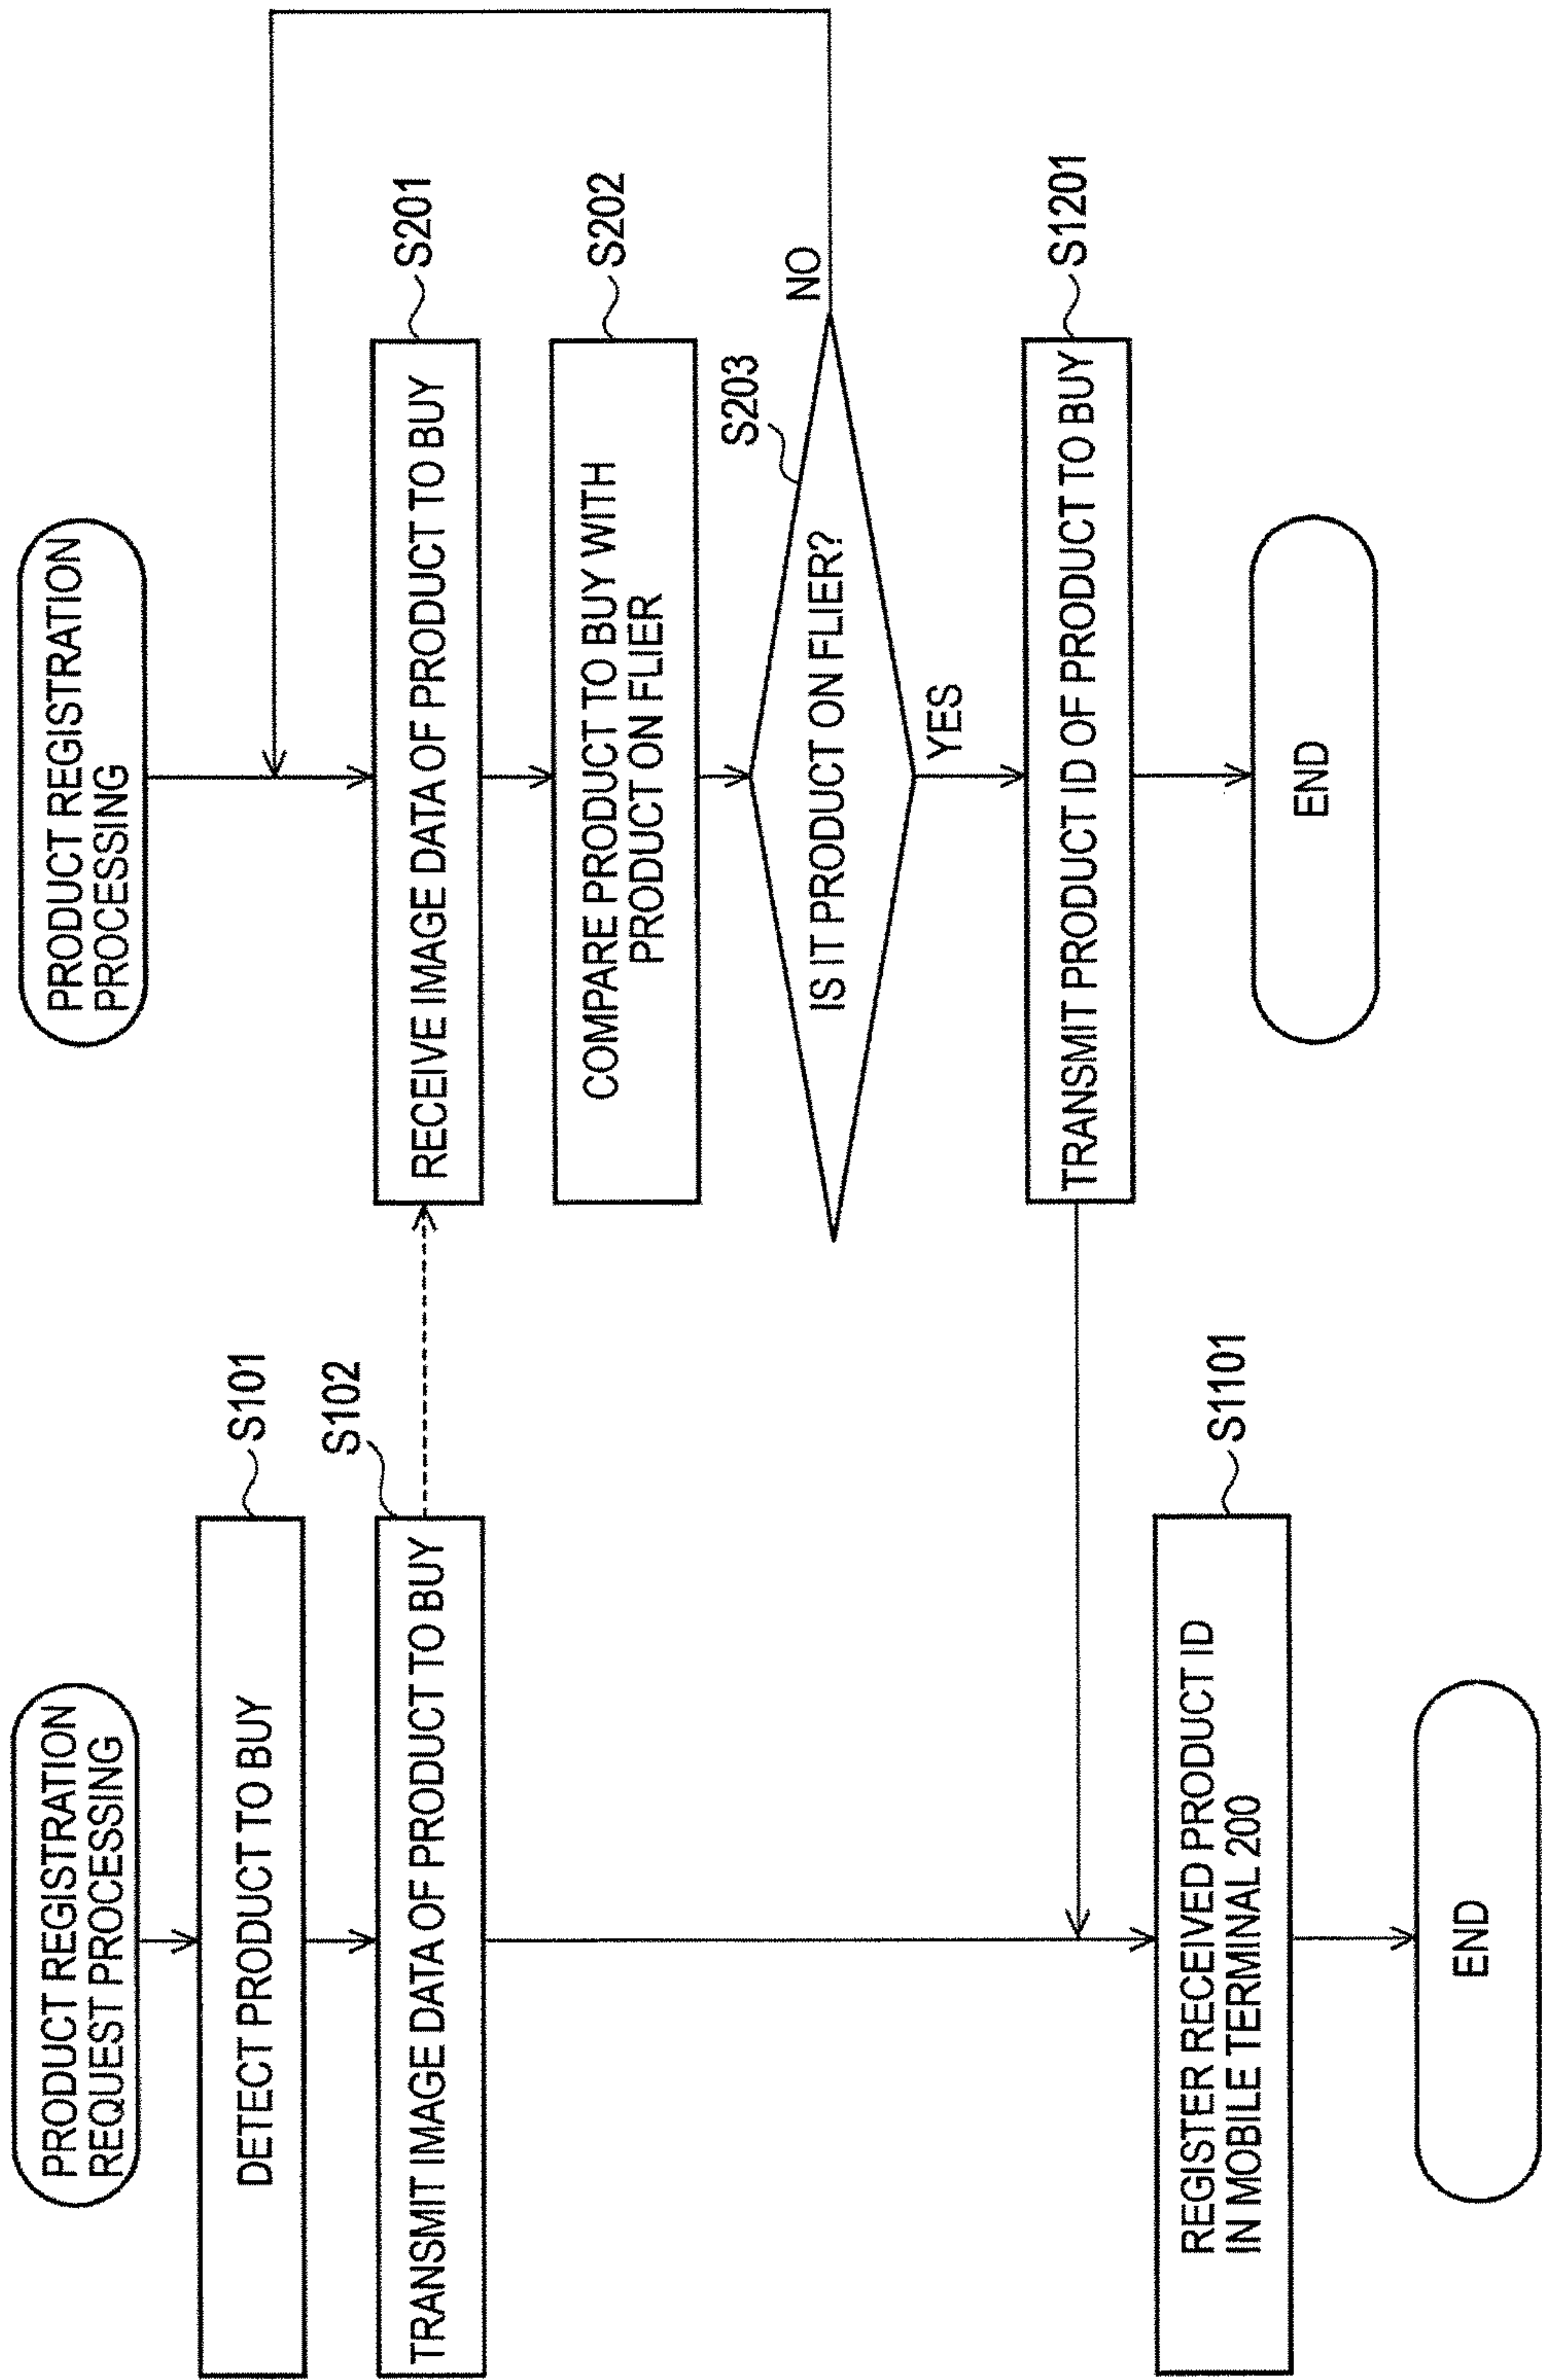 PRODUCT REGISTRATION
REQUEST PROCESSING
DETECT PRODUCT TO BUY
S101
TRANSMIT IMAGE DATA OF PRODUCT TO BUY
S102
REGISTER RECEIVED PRODUCT ID
IN MOBILE TERMINAL 200
S1101
END
PRODUCT REGISTRATION
PROCESSING
RECEIVE IMAGE DATA OF PRODUCT TO BUY
S201
COMPARE PRODUCT TO BUY WITH
PRODUCT ON FLIER
S202
IS IT PRODUCT ON FLIER?
S203
NO
YES
TRANSMIT PRODUCT ID OF PRODUCT TO BUY
S1201
END